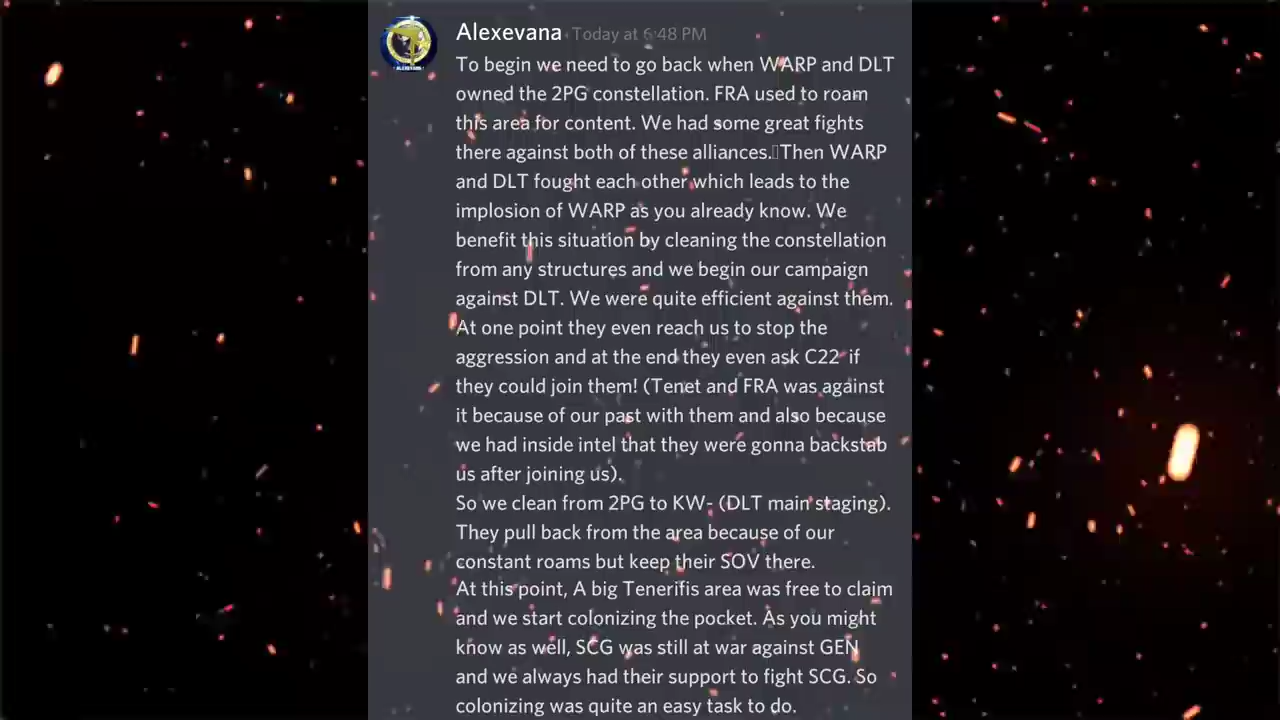 Alexevana Today at 6:48 PM
To begin we need to go back when WARP and DLT
owned the 2PG constellation. FRA used to roam
this area for content. We had some great fights
there against both of these alliances. Then WARP
and DLT fought each other which leads to the
implosion of WARP as you already know. We
benefit this situation by cleaning the constellation
from any structures and we begin our campaign
against DLT. We were quite efficient against them.
At one point they even reach us to stop the
aggression and at the end they even ask C22 if
they could join them! (Tenet and FRA was against
it because of our past with them and also because
we had inside intel that they were gonna backstab
us after joining us).
So we clean from 2PG to KW- (DLT main staging).
They pull back from the area because of our
constant roams but keep their SOV there.
At this point, A big Tenerifis area was free to claim
and we start colonizing the pocket. As you might
know as well, SCG was still at war against GEN
and we always had their support to fight SCG. So
colonizing was quite an easy task to do.